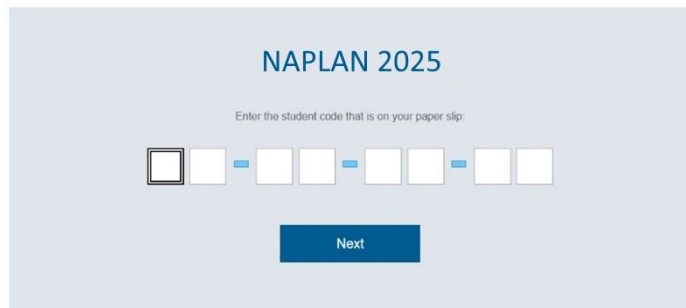 NAPLAN 2025
Enter the student code that is on your paper slip:
Next